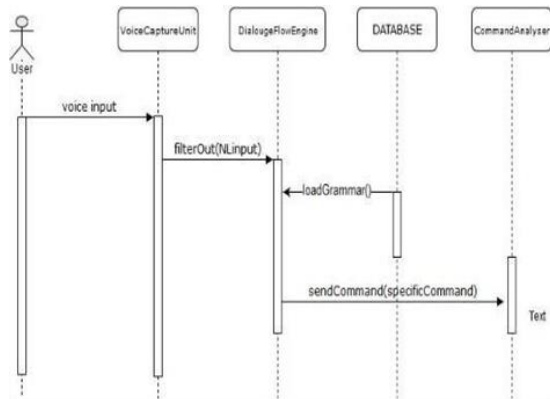 VoiceCaptureUnit
DialougeFlowEngine
DATABASE
CommandAnalyser
User
voice input
filterOut(NLinput)
loadGrammar()
sendCommand(specificCommand)
Text